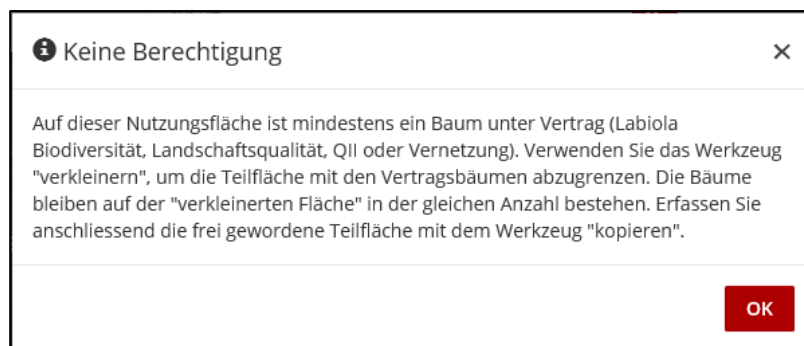 Keine Berechtigung
Auf dieser Nutzungsfläche ist mindestens ein Baum unter Vertrag (Labiola
Biodiversität, Landschaftsqualität, QII oder Vernetzung). Verwenden Sie das Werkzeug
"verkleinern", um die Teilfläche mit den Vertragsbäumen abzugrenzen. Die Bäume
bleiben auf der "verkleinerten Fläche" in der gleichen Anzahl bestehen. Erfassen Sie
anschliessend die frei gewordene Teilfläche mit dem Werkzeug "kopieren".
OK